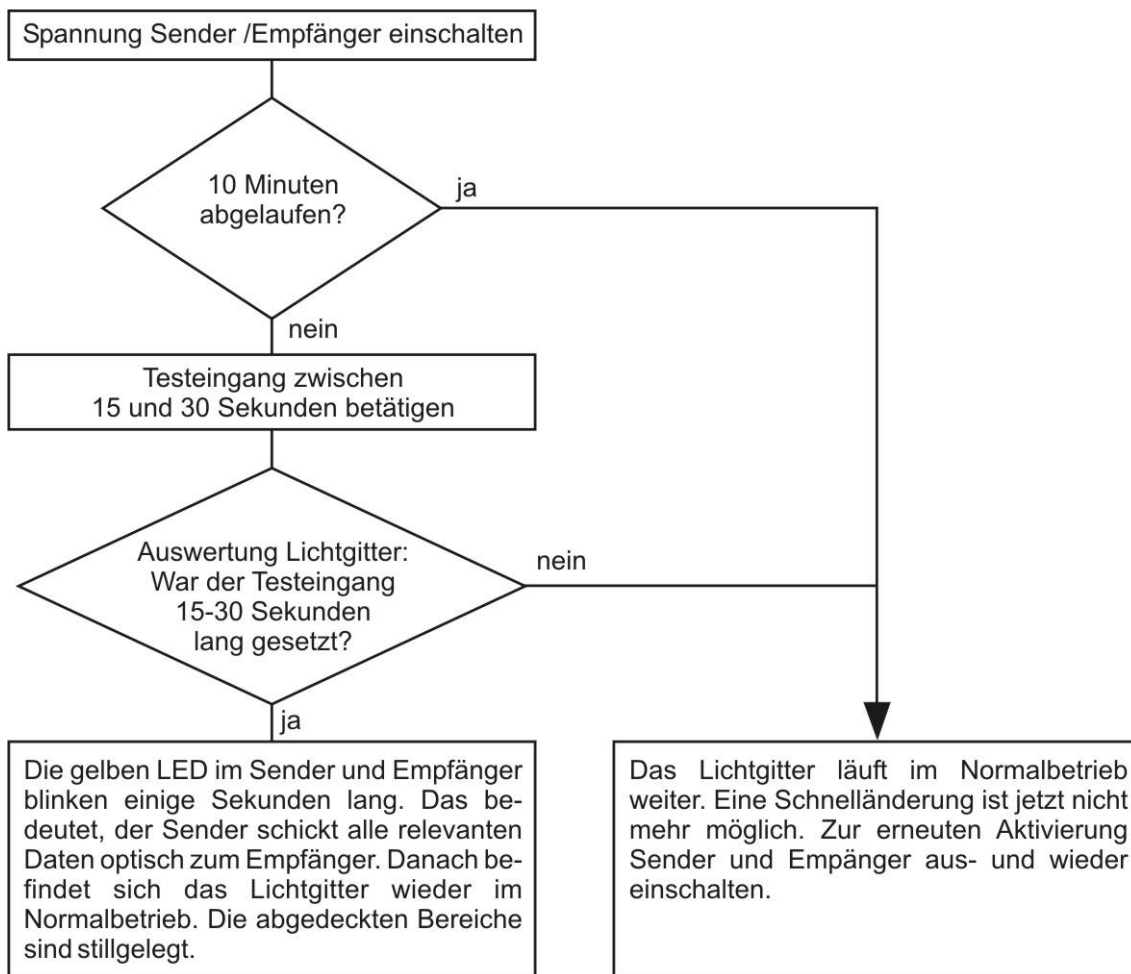 Spannung Sender /Empfänger einschalten
10 Minuten
abgelaufen?
ja
nein
Testeingang zwischen
15 und 30 Sekunden betätigen
Auswertung Lichtgitter:
War der Testeingang
15-30 Sekunden
lang gesetzt?
nein
ja
Die gelben LED im Sender und Empfänger
blinken einige Sekunden lang. Das be-
deutet, der Sender schickt alle relevanten
Daten optisch zum Empfänger. Danach be-
findet sich das Lichtgitter wieder im
Normalbetrieb. Die abgedeckten Bereiche
sind stillgelegt.
Das Lichtgitter läuft im Normalbetrieb
weiter. Eine Schnelländerung ist jetzt nicht
mehr möglich. Zur erneuten Aktivierung
Sender und Empänger aus- und wieder
einschalten.